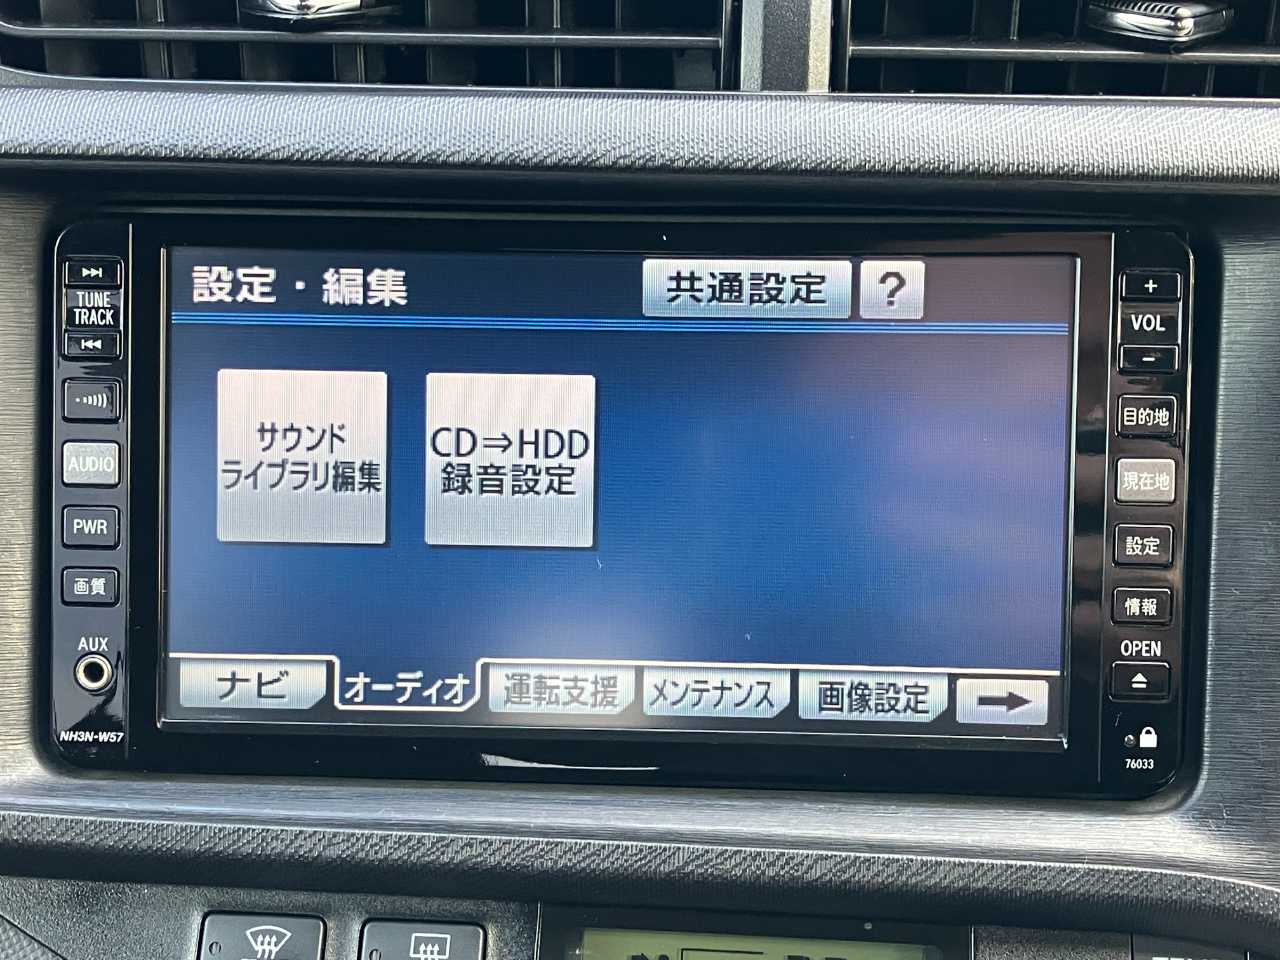 設定・編集
共通設定
?
サウンド
ライブラリ編集
CD⇒HDD
録音設定
ナビ
オーディオ
運転支援
メンテナンス
画像設定
TUNE
TRACK
AUDIO
PWR
画質
AUX
NH3N-W57
+
VOL
-
目的地
現在地
設定
情報
OPEN
76033